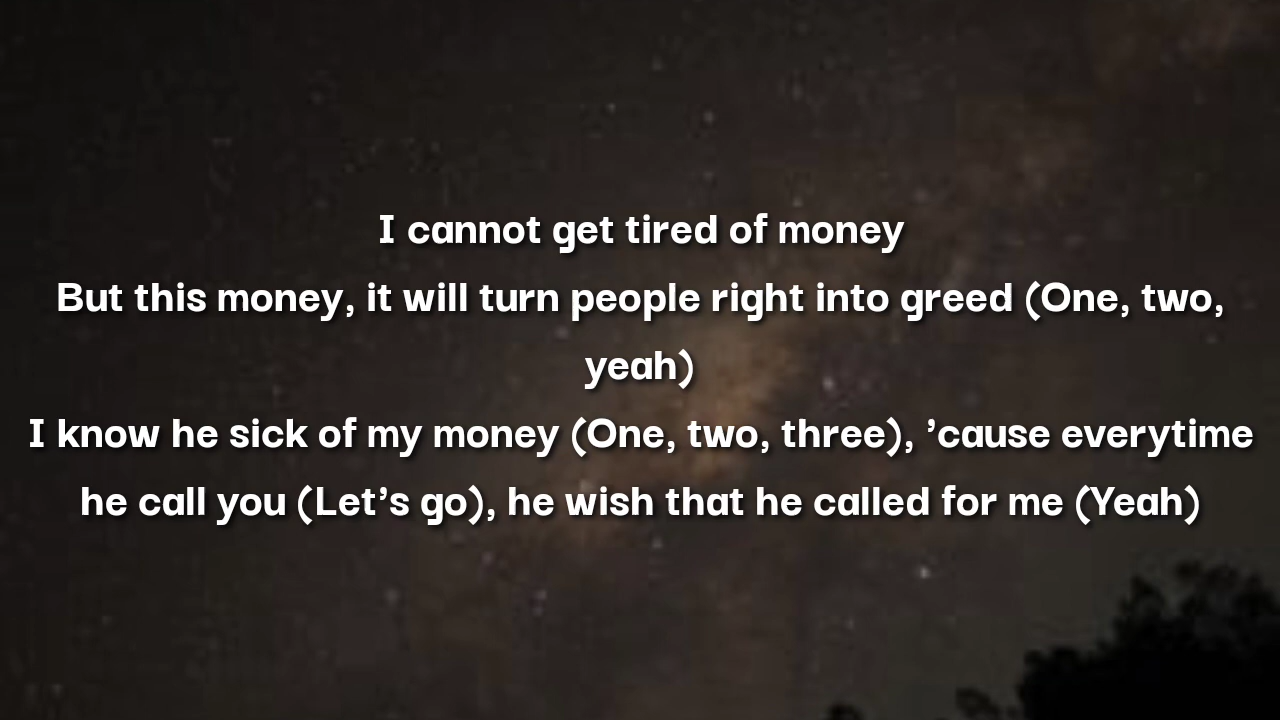 I cannot get tired of money
But this money, it will turn people right into greed (One, two,
yeah)
I know he sick of my money (One, two, three), ’cause everytime
he call you (Let’s go), he wish that he called for me (Yeah)